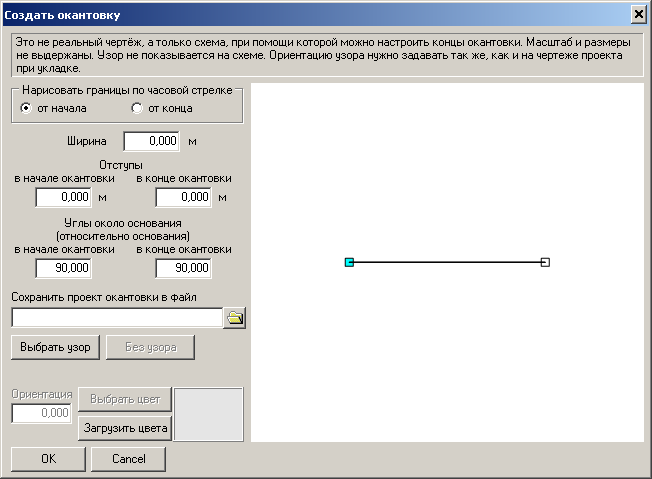 Создать окантовку
Это не реальный чертёж, а только схема, при помощи которой можно настроить концы окантовки. Масштаб и размеры
не выдержаны. Узор не показывается на схеме. Ориентацию узора нужно задавать так же, как и на чертеже проекта
при укладке.
Нарисовать границы по часовой стрелке
от начала от конца
Ширина 0,000 м
Отступы
в начале окантовки в конце окантовки
0,000 м 0,000 м
Углы около основания
(относительно основания)
в начале окантовки в конце окантовки
90,000 90,000
Сохранить проект окантовки в файл
Выбрать узор Без узора
Ориентация Выбрать цвет
0,000
Загрузить цвета
OK Cancel